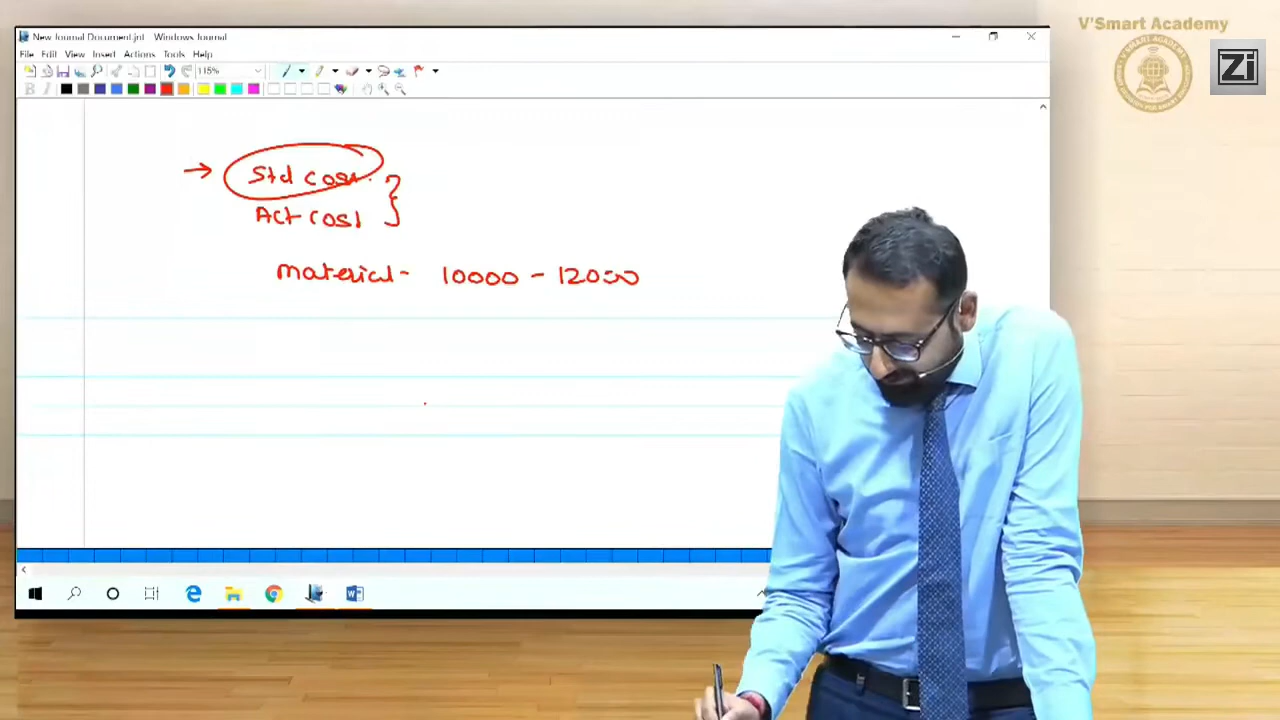 V'Smart Academy
New Journal Document.jnt - Windows Journal
File Edit View Insert Actions Tools Help
Zi
115%
B I
→ Std cost
Act cost
material - 10000 - 12000